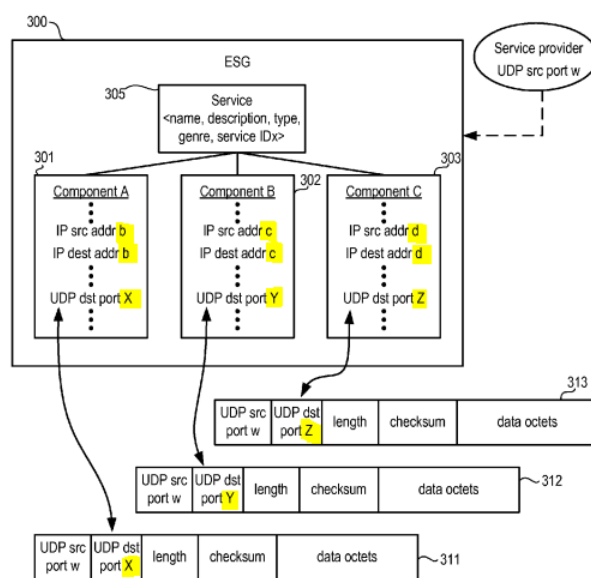 300
ESG
Service provider
UDP src port w
305
Service
<name, description, type,
genre, service IDx>
301
302
303
Component A
IP src addr b
IP dest addr b
UDP dst port X
Component B
IP src addr c
IP dest addr c
UDP dst port Y
Component C
IP src addr d
IP dest addr d
UDP dst port Z
313
UDP src
port w
UDP dst
port Z
length
checksum
data octets
312
UDP src
port w
UDP dst
port Y
length
checksum
data octets
311
UDP src
port w
UDP dst
port X
length
checksum
data octets